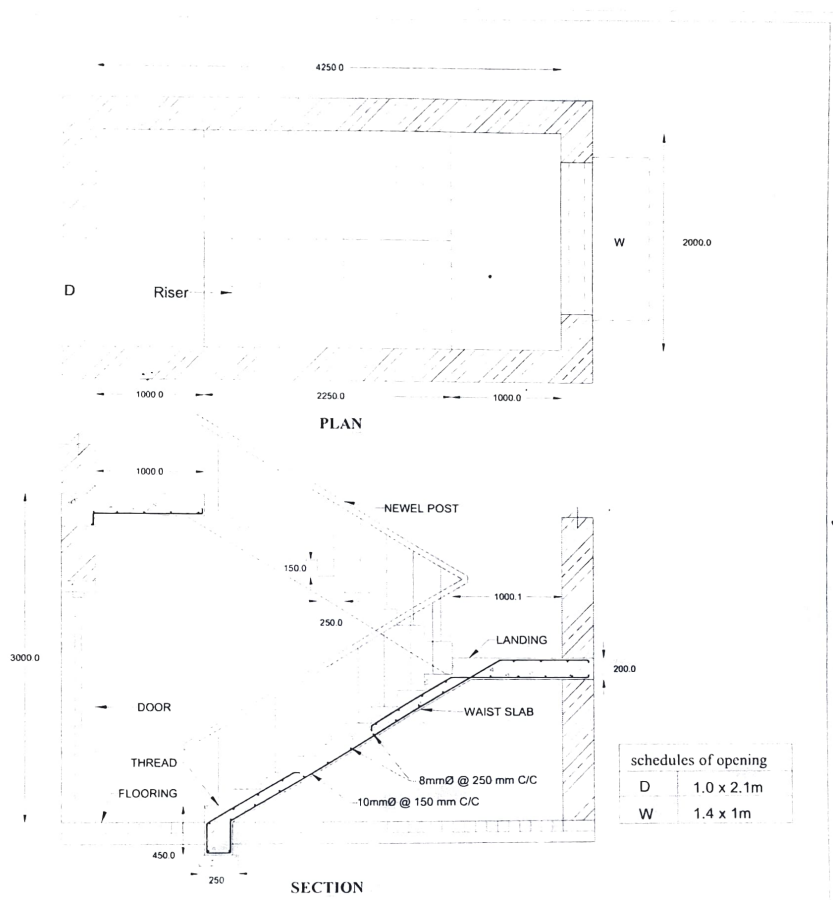 4250.0
W
2000.0
D
Riser
1000.0
2250.0
1000.0
PLAN
1000.0
NEWEL POST
150.0
250.0
1000.1
LANDING
3000.0
200.0
DOOR
WAIST SLAB
THREAD
8mmØ @ 250 mm C/C
FLOORING
10mmØ @ 150 mm C/C
450.0
250
SECTION
schedules of opening
D 1.0 x 2.1m
W 1.4 x 1m